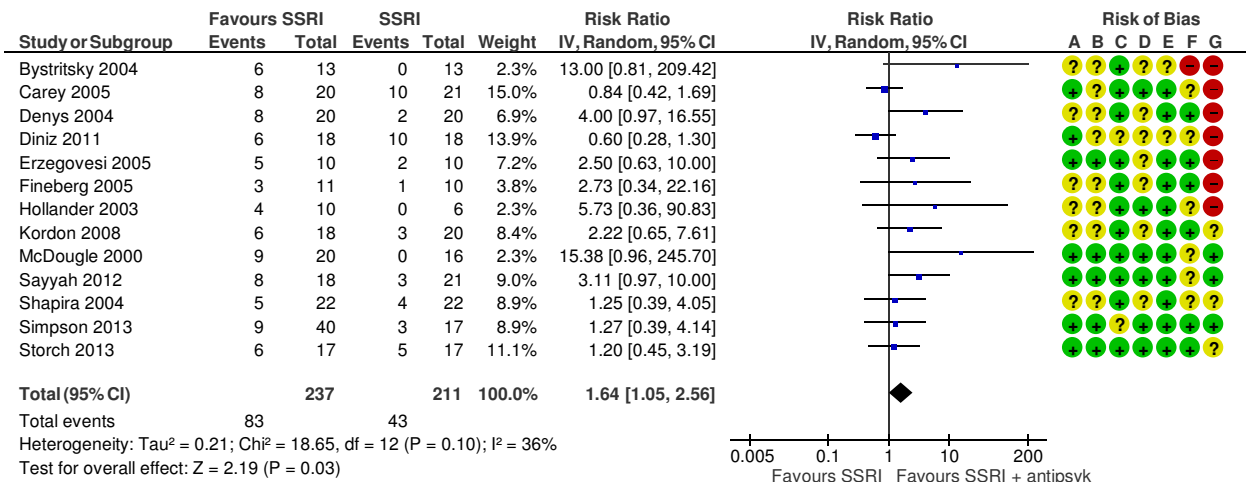 Favours SSRI SSRI Risk Ratio Risk Ratio Risk of Bias
Study or Subgroup Events Total Events Total Weight IV, Random, 95% CI IV, Random, 95% CI A B C D E F G
Bystritsky 2004 6 13 0 13 2.3% 13.00 [0.81, 209.42] ? ? + ? ? − −
Carey 2005 8 20 10 21 15.0% 0.84 [0.42, 1.69] + ? + + + ? −
Denys 2004 8 20 2 20 6.9% 4.00 [0.97, 16.55] ? ? + ? + + −
Diniz 2011 6 18 10 18 13.9% 0.60 [0.28, 1.30] + ? ? ? ? ? −
Erzegovesi 2005 5 10 2 10 7.2% 2.50 [0.63, 10.00] + + + ? + + −
Fineberg 2005 3 11 1 10 3.8% 2.73 [0.34, 22.16] ? ? + ? + + −
Hollander 2003 4 10 0 6 2.3% 5.73 [0.36, 90.83] ? ? + + + ? −
Kordon 2008 6 18 3 20 8.4% 2.22 [0.65, 7.61] ? ? + ? + + ?
McDougle 2000 9 20 0 16 2.3% 15.38 [0.96, 245.70] + + + + + ? +
Sayyah 2012 8 18 3 21 9.0% 3.11 [0.97, 10.00] + + + + + ? +
Shapira 2004 5 22 4 22 8.9% 1.25 [0.39, 4.05] ? ? + ? + ? ?
Simpson 2013 9 40 3 17 8.9% 1.27 [0.39, 4.14] + + ? + + + +
Storch 2013 6 17 5 17 11.1% 1.20 [0.45, 3.19] + + + + + + ?
Total (95% CI) 237 211 100.0% 1.64 [1.05, 2.56]
Total events 83 43
Heterogeneity: Tau² = 0.21; Chi² = 18.65, df = 12 (P = 0.10); I² = 36%
Test for overall effect: Z = 2.19 (P = 0.03)
0.005 0.1 1 10 200
Favours SSRI Favours SSRI + antipsyk